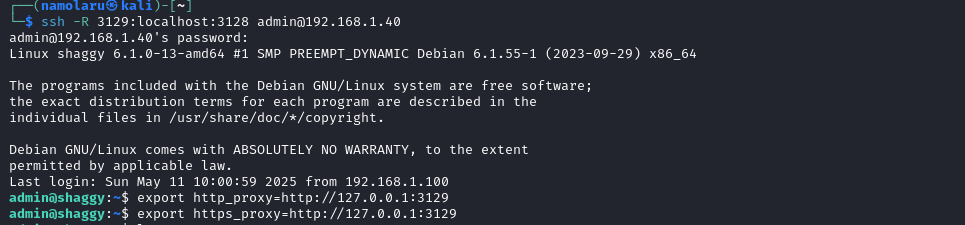 ┌──(namolaru㉿kali)-[~]
└─$ ssh -R 3129:localhost:3128 admin@192.168.1.40
admin@192.168.1.40's password:
Linux shaggy 6.1.0-13-amd64 #1 SMP PREEMPT_DYNAMIC Debian 6.1.55-1 (2023-09-29) x86_64
The programs included with the Debian GNU/Linux system are free software;
the exact distribution terms for each program are described in the
individual files in /usr/share/doc/*/copyright.
Debian GNU/Linux comes with ABSOLUTELY NO WARRANTY, to the extent
permitted by applicable law.
Last login: Sun May 11 10:00:59 2025 from 192.168.1.100
admin@shaggy:~$ export http_proxy=http://127.0.0.1:3129
admin@shaggy:~$ export https_proxy=http://127.0.0.1:3129